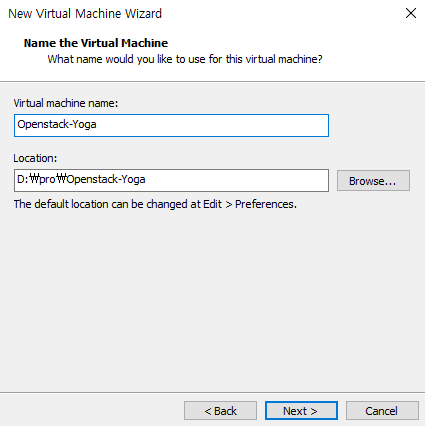 New Virtual Machine Wizard
Name the Virtual Machine
What name would you like to use for this virtual machine?
Virtual machine name:
Openstack-Yoga
Location:
D:₩pro₩Openstack-Yoga
Browse...
The default location can be changed at Edit > Preferences.
< Back
Next >
Cancel